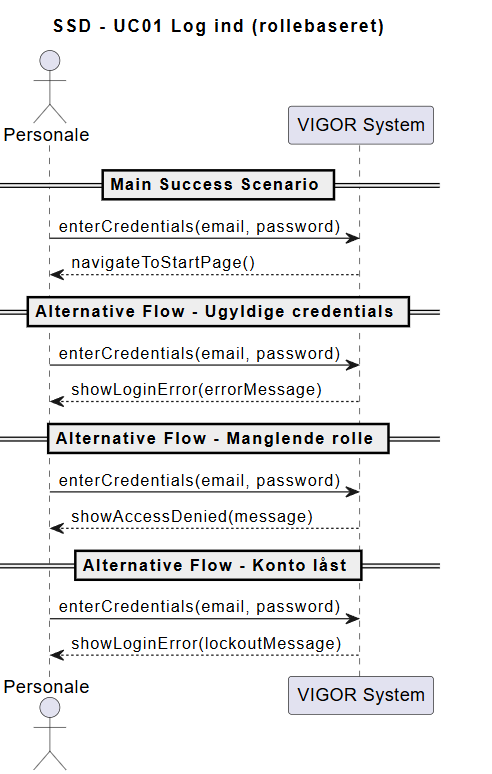 SSD - UC01 Log ind (rollebaseret)
Personale
VIGOR System
Main Success Scenario
enterCredentials(email, password)
navigateToStartPage()
Alternative Flow - Ugyldige credentials
enterCredentials(email, password)
showLoginError(errorMessage)
Alternative Flow - Manglende rolle
enterCredentials(email, password)
showAccessDenied(message)
Alternative Flow - Konto låst
enterCredentials(email, password)
showLoginError(lockoutMessage)
Personale
VIGOR System